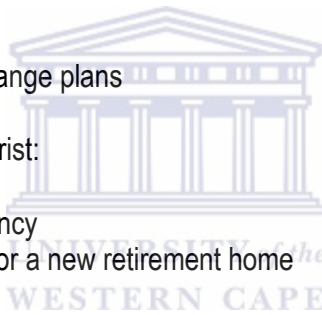 ange plans
rist:
ncy
UNIVERSITY of the
or a new retirement home
WESTERN CAPE